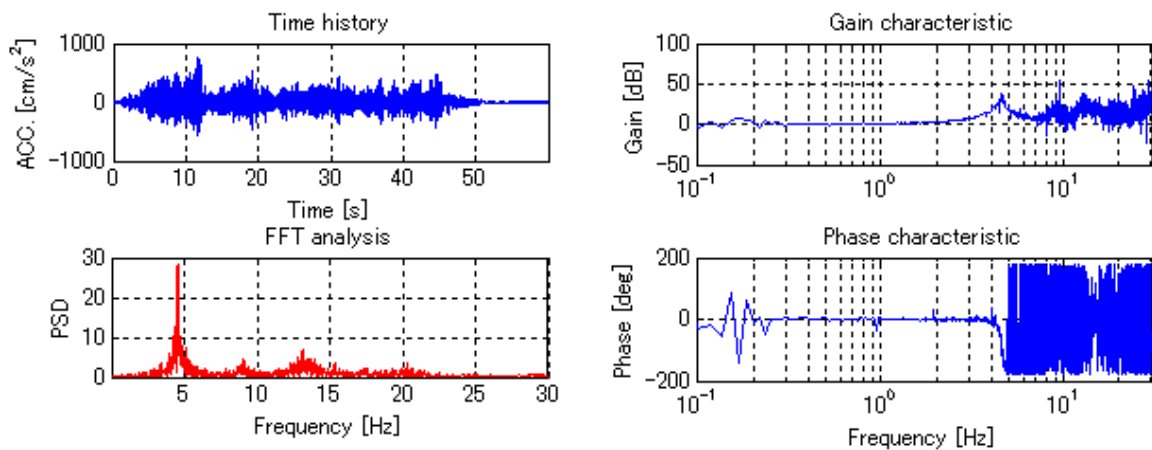 Time history
ACC. [cm/s²]
1000
0
−1000
0 10 20 30 40 50
Time [s]
Gain characteristic
Gain [dB]
100
50
0
−50
10⁻¹ 10⁰ 10¹
FFT analysis
PSD
30
20
10
0
5 10 15 20 25 30
Frequency [Hz]
Phase characteristic
Phase [deg.]
200
0
−200
10⁻¹ 10⁰ 10¹
Frequency [Hz]